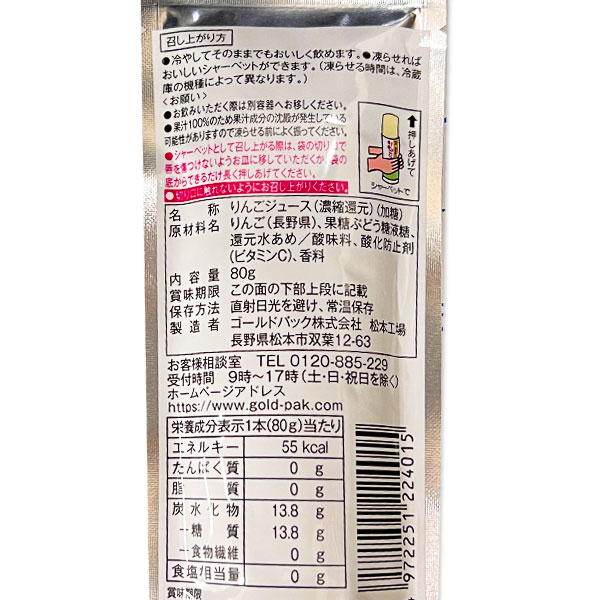 召し上がり方
●冷やしてそのままでもおいしく飲めます。●凍らせれば
おいしいシャーベットができます。(凍らせる時間は、冷蔵
庫の機種によって異なります。)
<お願い>
●お飲みいただく際は別容器へお移しください。
●果汁100%のため果汁成分の沈殿が発生している
可能性がありますので凍らせる前によく振ってください。
●シャーベットとして召し上がる際は、袋の切り口で
唇を傷つけないようお皿に移していただくか、袋の
底からできるだけ長く押しあげてください。
●切り口に触れないようにお召し上がりください。
↑押しあげて
シャーベットで
名称 りんごジュース(濃縮還元)(加糖)
原材料名 りんご(長野県)、果糖ぶどう糖液糖、
還元水あめ/酸味料、酸化防止剤
(ビタミンC)、香料
内容量 80g
賞味期限 この面の下部上段に記載
保存方法 直射日光を避け、常温保存
製造者 ゴールドパック株式会社 松本工場
長野県松本市双葉12-63
お客様相談室 TEL 0120-885-229
受付時間 9時〜17時(土・日・祝日を除く)
ホームページアドレス
https://www.gold-pak.com/
栄養成分表示1本(80g)当たり
エネルギー 55 kcal
たんぱく質 0 g
脂質 0 g
炭水化物 13.8 g
−糖質 13.8 g
−食物繊維 0 g
食塩相当量 0 g
賞味期限
4972251224015